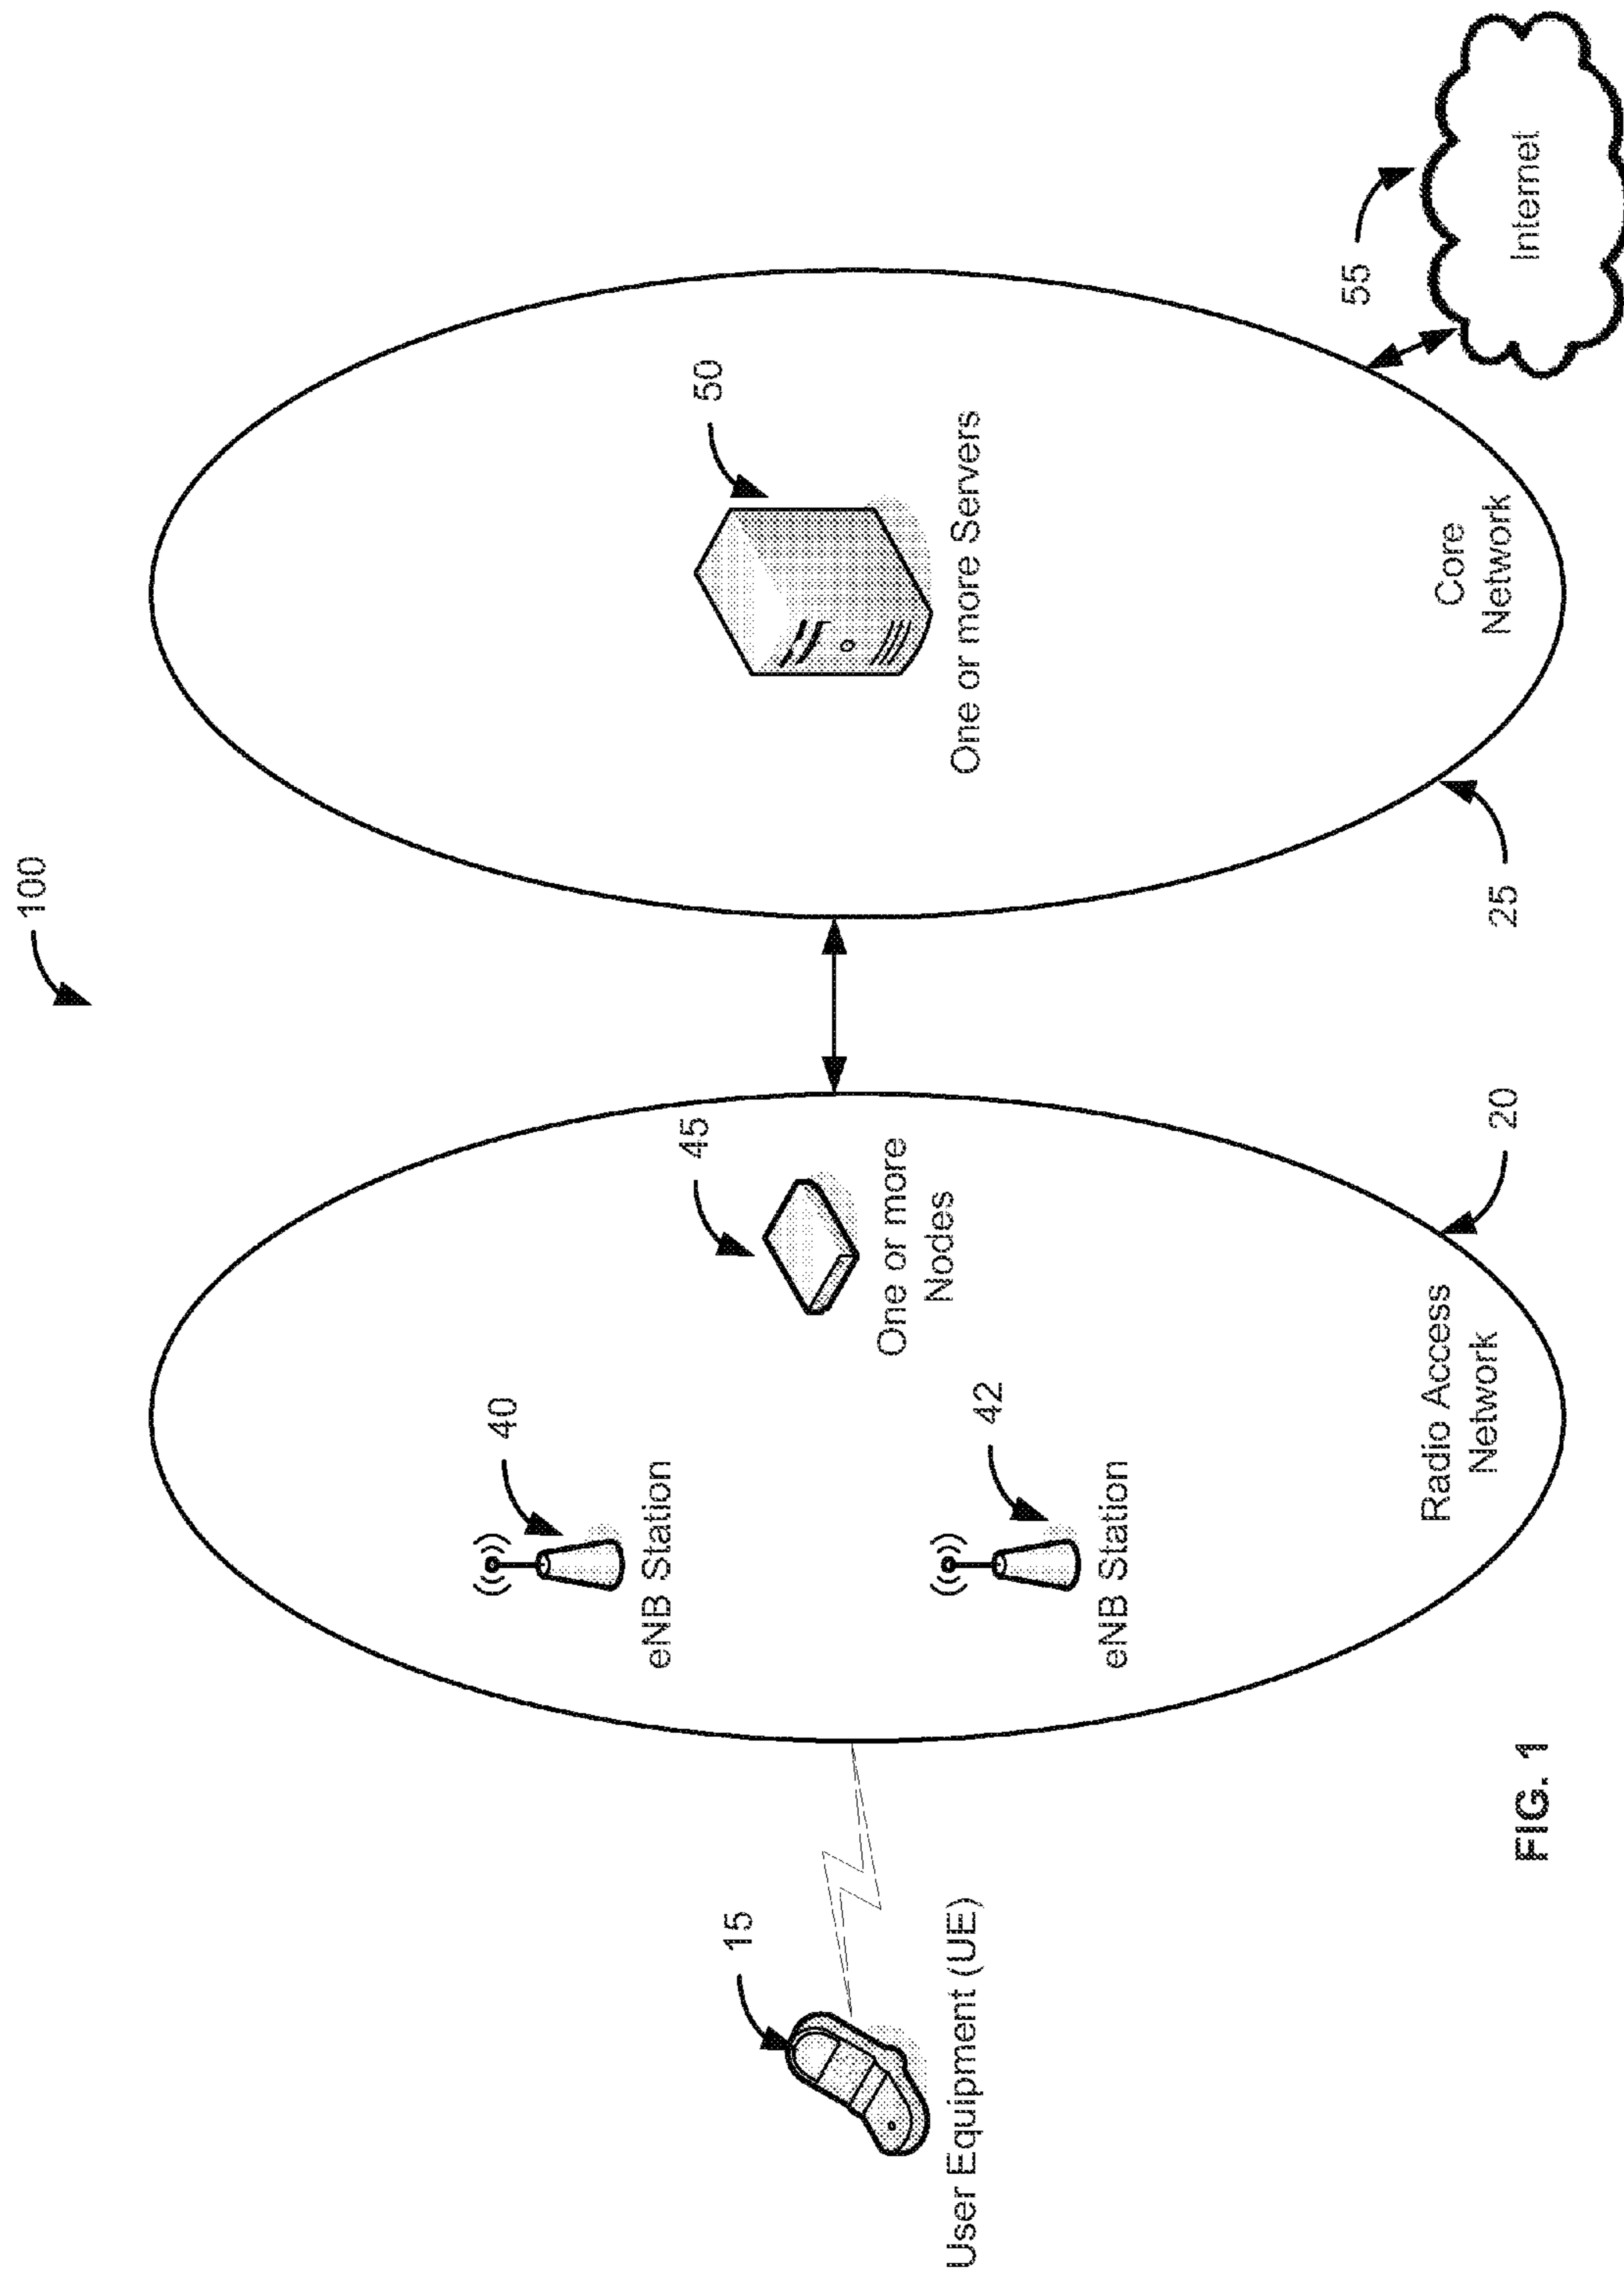 100
15
User Equipment (UE)
40
eNB Station
42
eNB Station
45
One or more
Nodes
Radio Access
Network
20
50
One or more Servers
Core
Network
25
55
Internet
FIG. 1